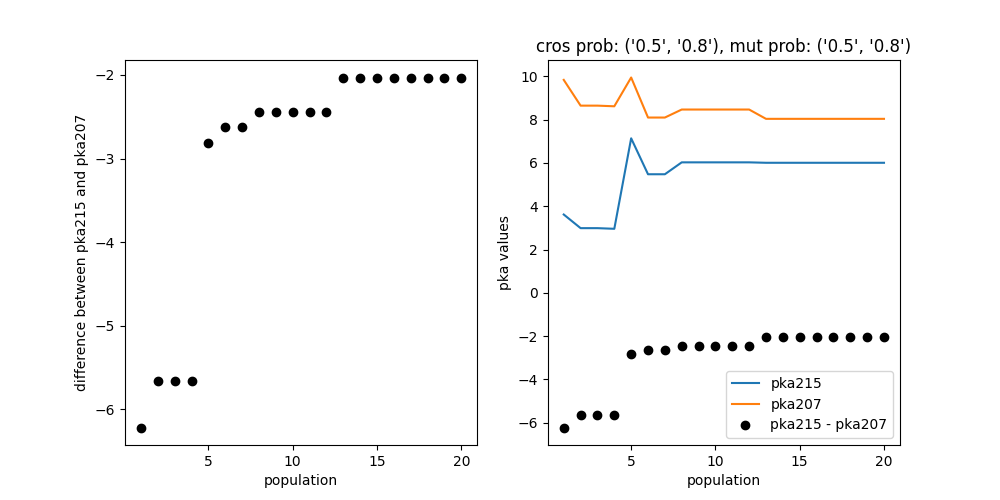 difference between pka215 and pka207
−2
−3
−4
−5
−6
5
10
15
20
population
cros prob: ('0.5', '0.8'), mut prob: ('0.5', '0.8')
pka values
10
8
6
4
2
0
−2
−4
−6
pka215
pka207
pka215 - pka207
5
10
15
20
population